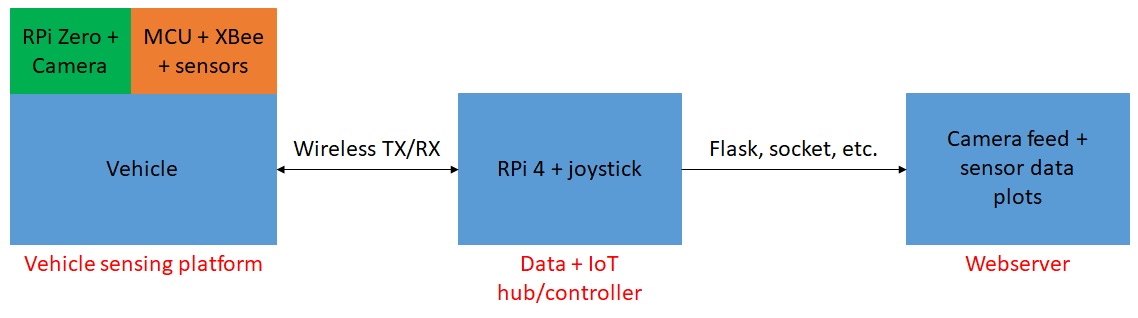 RPi Zero +
Camera
MCU + XBee
+ sensors
Vehicle
Wireless TX/RX
RPi 4 + joystick
Flask, socket, etc.
Camera feed +
sensor data
plots
Vehicle sensing platform
Data + IoT
hub/controller
Webserver